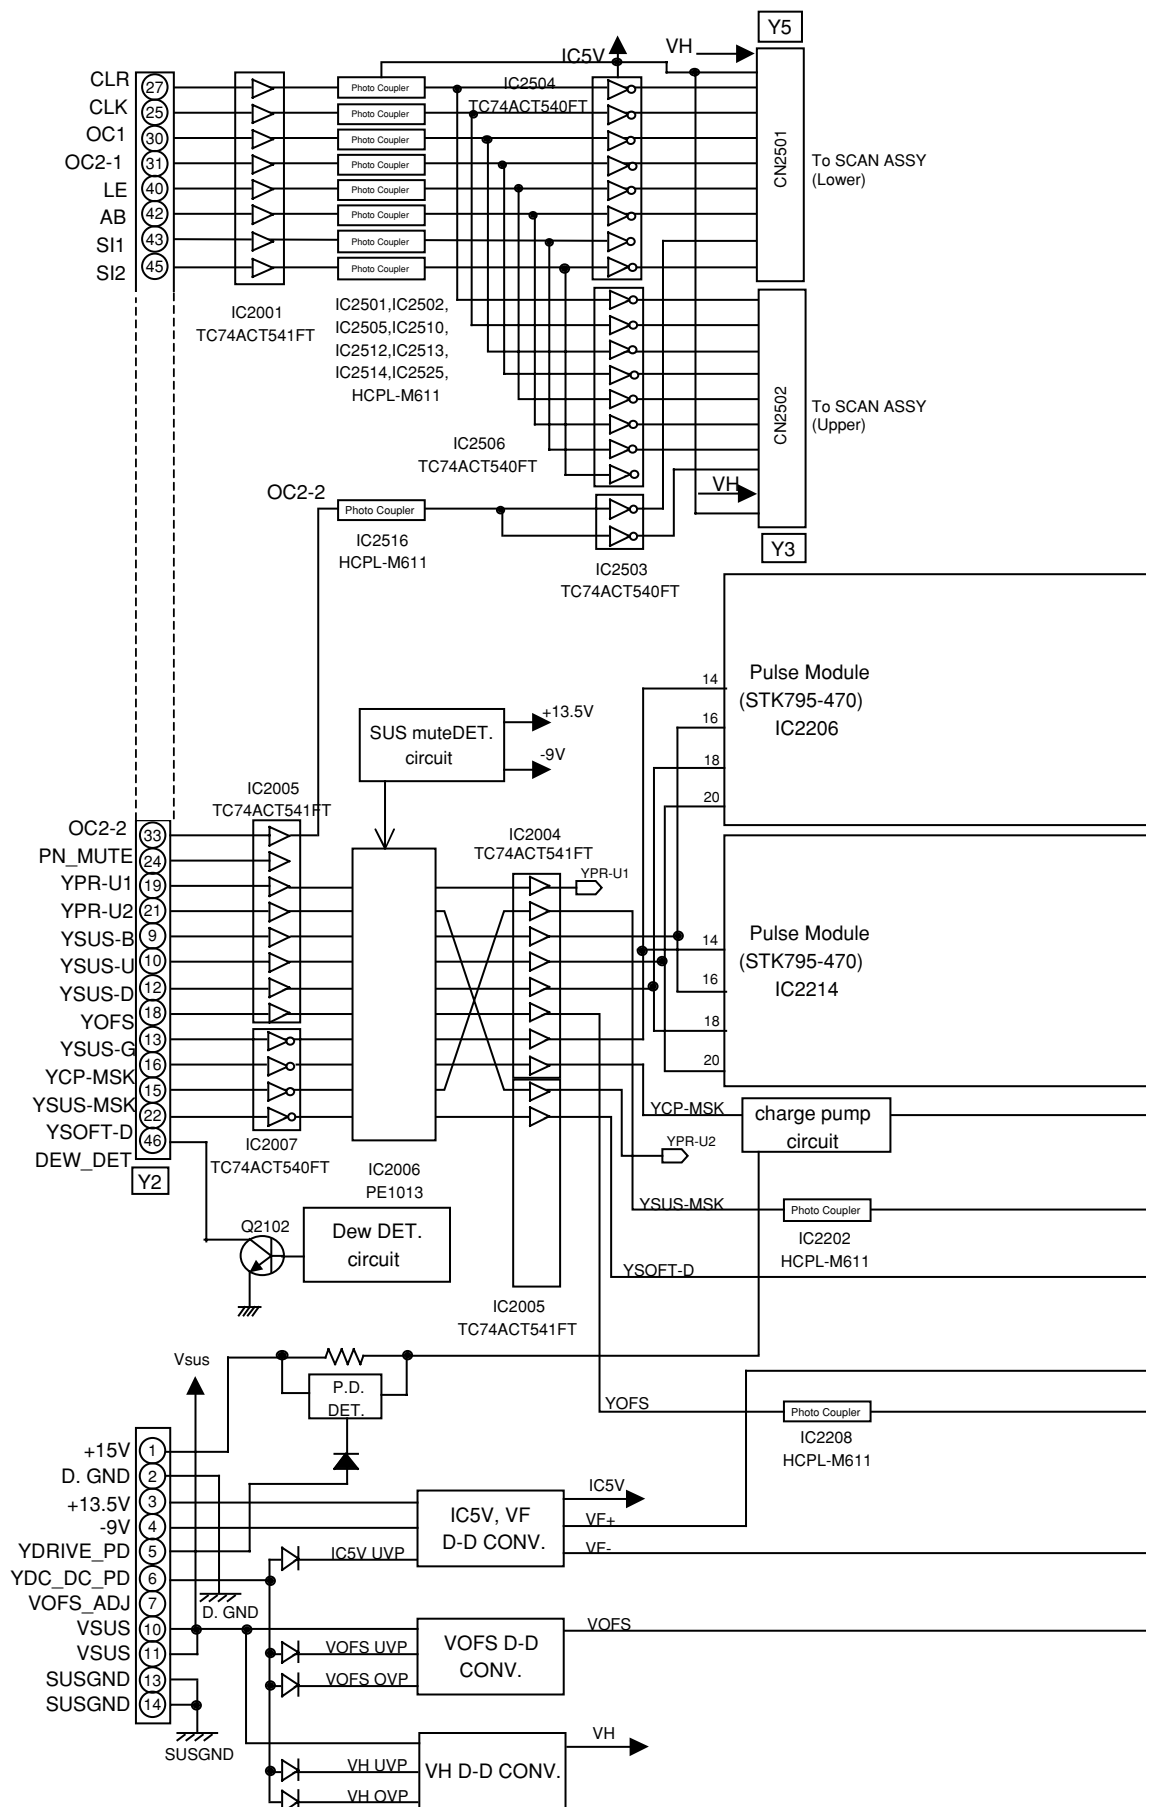 Y5
VH
IC5V
CLR 27
CLK 25
OC1 30
OC2-1 31
LE 40
AB 42
SI1 43
SI2 45
Photo Coupler
Photo Coupler
Photo Coupler
Photo Coupler
Photo Coupler
Photo Coupler
Photo Coupler
Photo Coupler
IC2504
TC74ACT540FT
CN2501
To SCAN ASSY
(Lower)
IC2001
TC74ACT541FT
IC2501,IC2502,
IC2505,IC2510,
IC2512,IC2513,
IC2514,IC2525,
HCPL-M611
IC2506
TC74ACT540FT
CN2502
To SCAN ASSY
(Upper)
VH
Y3
OC2-2
Photo Coupler
IC2516
HCPL-M611
IC2503
TC74ACT540FT
14
16
18
20
Pulse Module
(STK795-470)
IC2206
SUS muteDET.
circuit
+13.5V
-9V
IC2005
TC74ACT541FT
IC2004
TC74ACT541FT
YPR-U1
OC2-2 33
PN_MUTE 24
YPR-U1 19
YPR-U2 21
YSUS-B 9
YSUS-U 10
YSUS-D 12
YOFS 18
YSUS-G 13
YCP-MSK 16
YSUS-MSK 15
YSOFT-D 22
DEW_DET 46
Y2
14
16
18
20
Pulse Module
(STK795-470)
IC2214
IC2007
TC74ACT540FT
IC2006
PE1013
YCP-MSK
charge pump
circuit
YPR-U2
YSUS-MSK
Photo Coupler
IC2202
HCPL-M611
Q2102
Dew DET.
circuit
YSOFT-D
IC2005
TC74ACT541FT
Vsus
P.D.
DET.
YOFS
Photo Coupler
IC2208
HCPL-M611
+15V 1
D. GND 2
+13.5V 3
-9V 4
YDRIVE_PD 5
YDC_DC_PD 6
VOFS_ADJ 7
VSUS 10
VSUS 11
SUSGND 13
SUSGND 14
D. GND
SUSGND
IC5V, VF
D-D CONV.
IC5V
VF+
VF-
IC5V UVP
VOFS UVP
VOFS OVP
VOFS D-D
CONV.
VOFS
VH UVP
VH OVP
VH D-D CONV.
VH